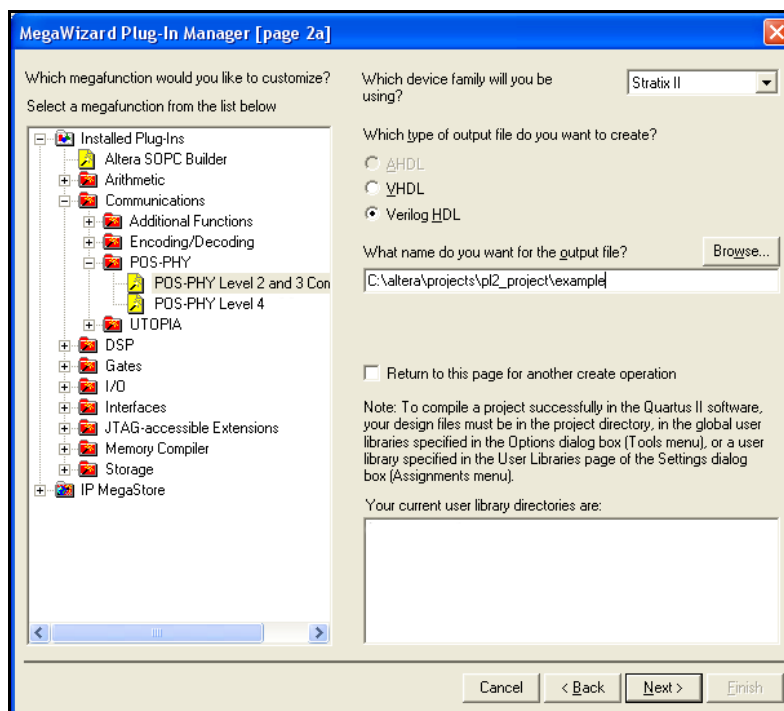 MegaWizard Plug-In Manager [page 2a]
Which megafunction would you like to customize?
Select a megafunction from the list below
Installed Plug-Ins
Altera SOPC Builder
Arithmetic
Communications
Additional Functions
Encoding/Decoding
POS-PHY
POS-PHY Level 2 and 3 Con
POS-PHY Level 4
UTOPIA
DSP
Gates
I/O
Interfaces
JTAG-accessible Extensions
Memory Compiler
Storage
IP MegaStore
Which device family will you be
using?
Stratix II
Which type of output file do you want to create?
AHDL
VHDL
Verilog HDL
What name do you want for the output file?
Browse...
C:\altera\projects\pl2_project\example
Return to this page for another create operation
Note: To compile a project successfully in the Quartus II software,
your design files must be in the project directory, in the global user
libraries specified in the Options dialog box (Tools menu), or a user
library specified in the User Libraries page of the Settings dialog
box (Assignments menu).
Your current user library directories are:
Cancel
< Back
Next >
Finish